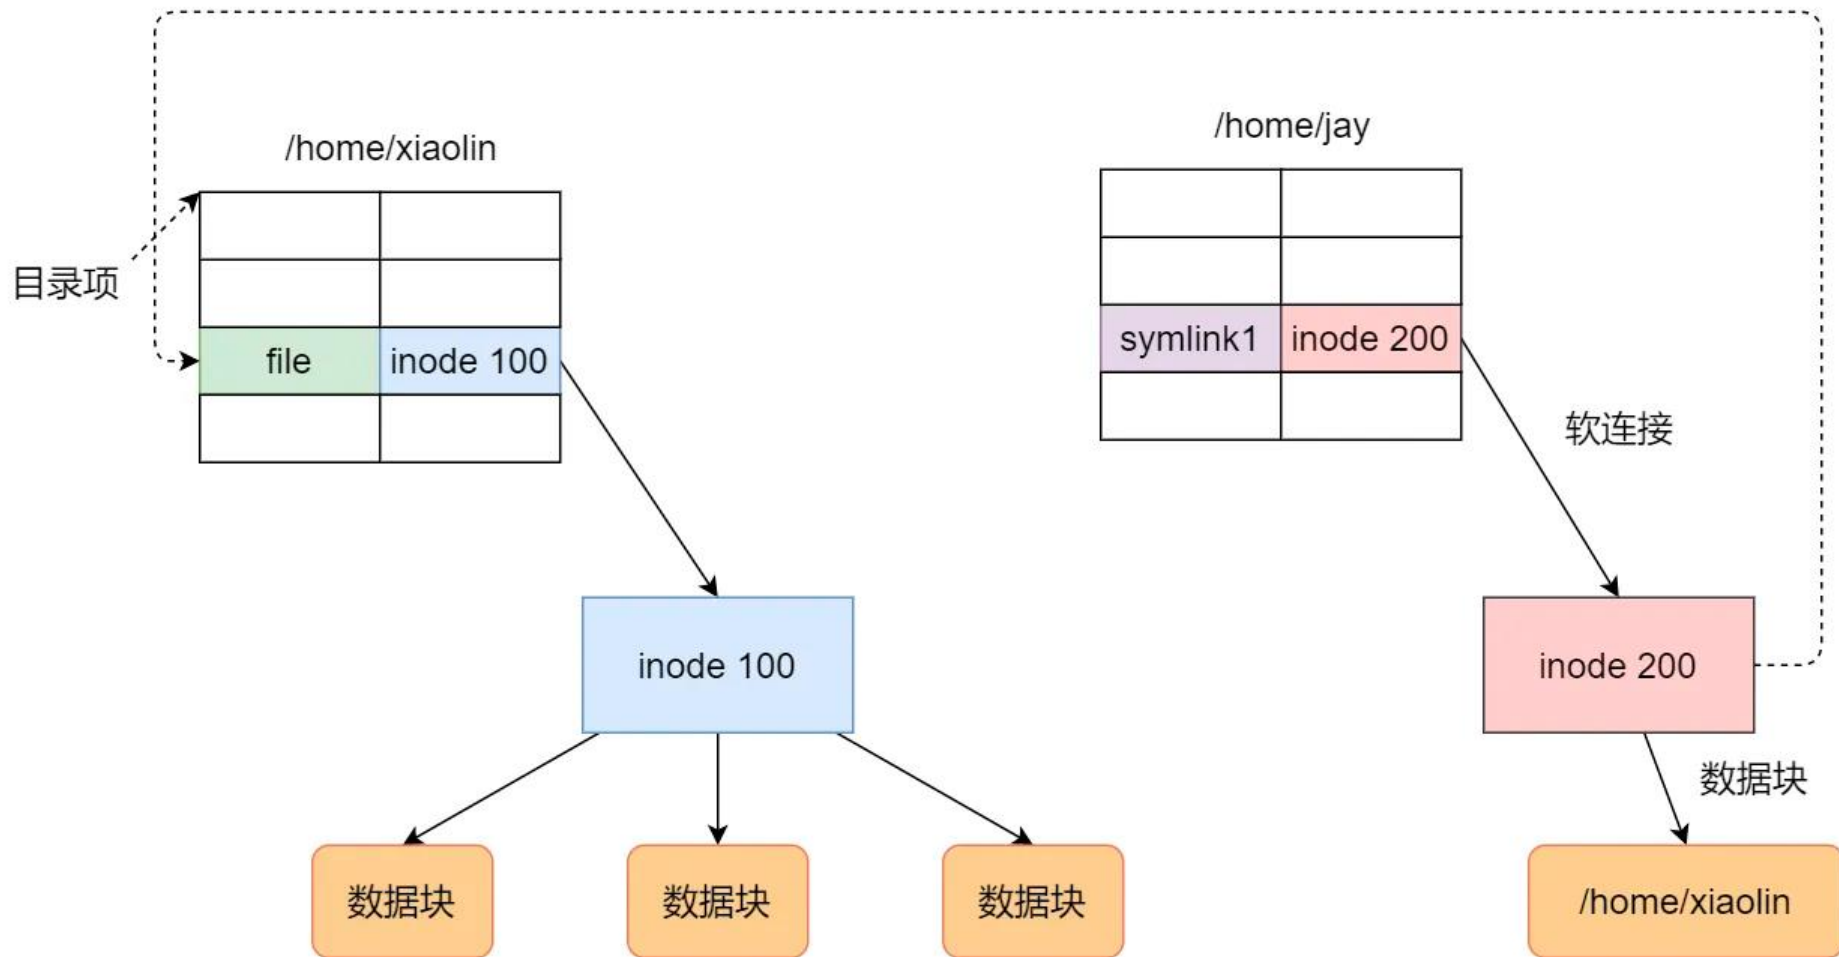 /home/xiaolin
/home/jay
目录项
file
inode 100
symlink1
inode 200
软连接
inode 100
inode 200
数据块
数据块
数据块
数据块
/home/xiaolin